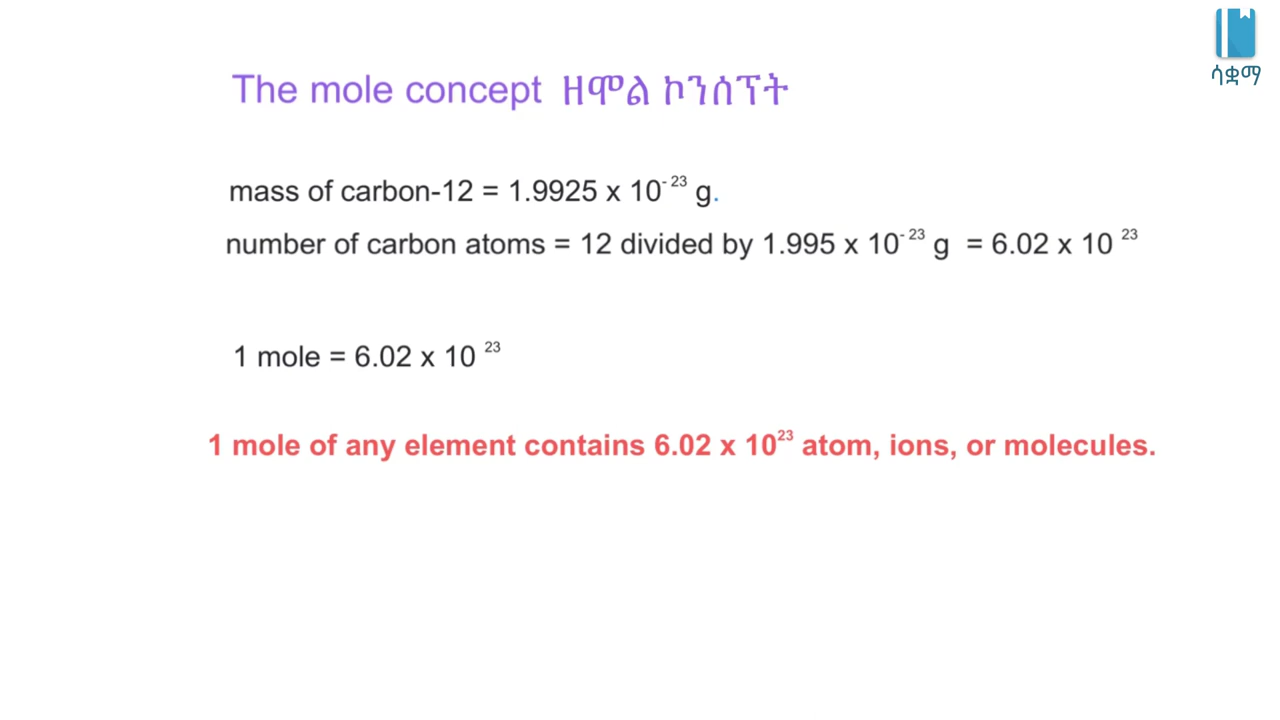 ሳቋማ
The mole concept ዘሞል ኮንሰፕት
mass of carbon-12 = 1.9925 x 10⁻²³ g.
number of carbon atoms = 12 divided by 1.995 x 10⁻²³ g = 6.02 x 10 ²³
1 mole = 6.02 x 10 ²³
1 mole of any element contains 6.02 x 10²³ atom, ions, or molecules.